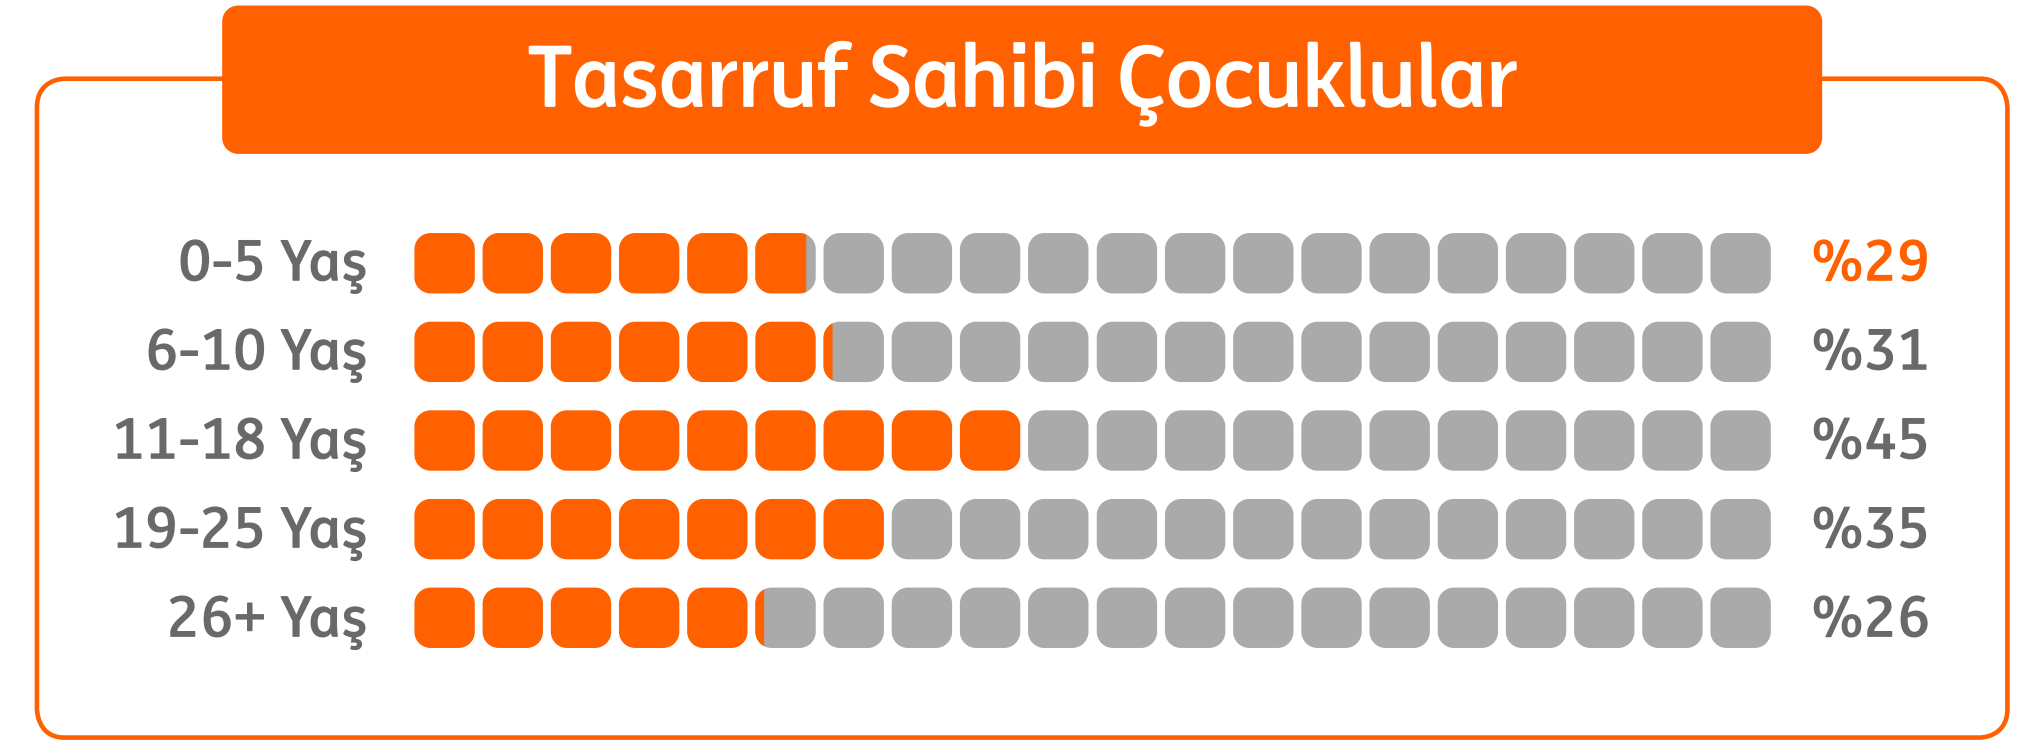 Tasarruf Sahibi Çocuklular
0-5 Yaş %29
6-10 Yaş %31
11-18 Yaş %45
19-25 Yaş %35
26+ Yaş %26